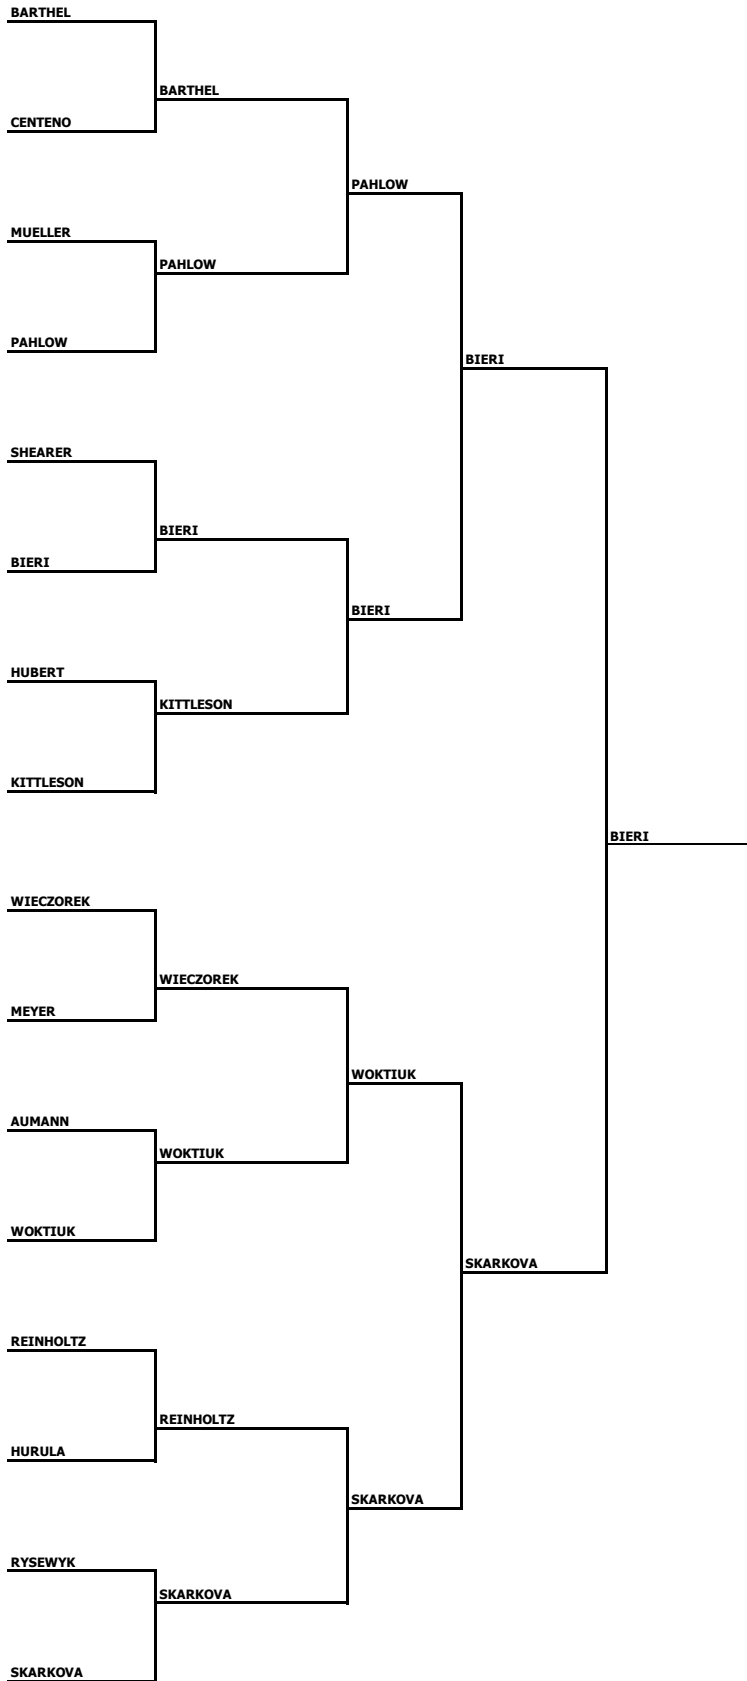 BARTHEL
BARTHEL
CENTENO
PAHLOW
MUELLER
PAHLOW
PAHLOW
BIERI
SHEARER
BIERI
BIERI
BIERI
HUBERT
KITTLESON
KITTLESON
BIERI
WIECZOREK
WIECZOREK
MEYER
WOKTIUK
AUMANN
WOKTIUK
WOKTIUK
SKARKOVA
REINHOLTZ
REINHOLTZ
HURULA
SKARKOVA
RYSEWYK
SKARKOVA
SKARKOVA